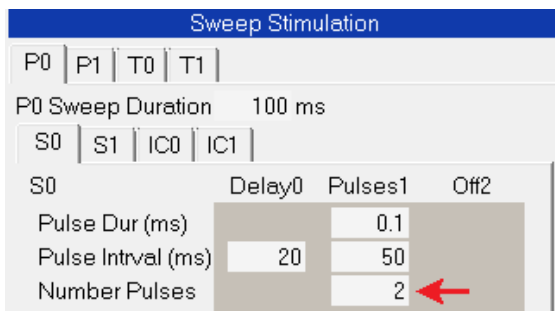 Sweep Stimulation
P0 P1 T0 T1
P0 Sweep Duration 100 ms
S0 S1 IC0 IC1
S0 Delay0 Pulses1 Off2
Pulse Dur (ms) 0.1
Pulse Intrval (ms) 20 50
Number Pulses 2